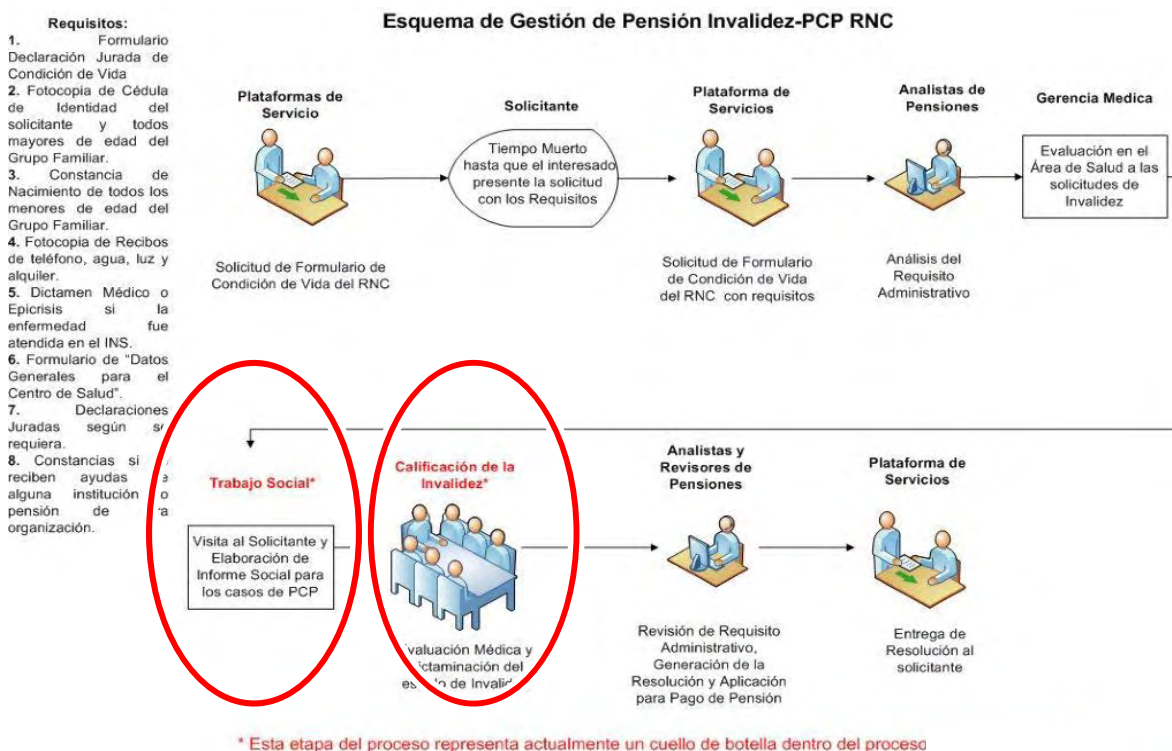 Esquema de Gestión de Pensión Invalidez-PCP RNC
Requisitos:
1. Formulario
Declaración Jurada de
Condición de Vida
2. Fotocopia de Cédula
de Identidad del
solicitante y todos
mayores de edad del
Grupo Familiar.
3. Constancia de
Nacimiento de todos los
menores de edad del
Grupo Familiar.
4. Fotocopia de Recibos
de teléfono, agua, luz y
alquiler.
5. Dictamen Médico o
Epicrisis si la
enfermedad fue
atendida en el INS.
6. Formulario de "Datos
Generales para el
Centro de Salud".
7. Declaraciones
Juradas según se
requiera.
8. Constancias si
reciben ayudas
alguna institución o
pensión de
organización.
Plataformas de
Servicio
Solicitud de Formulario de
Condición de Vida del RNC
Solicitante
Tiempo Muerto
hasta que el interesado
presente la solicitud
con los Requisitos
Plataforma de
Servicios
Solicitud de Formulario
de Condición de Vida
del RNC con requisitos
Analistas de
Pensiones
Análisis del
Requisito
Administrativo
Gerencia Medica
Evaluación en el
Área de Salud a las
solicitudes de
Invalidez
Trabajo Social*
Visita al Solicitante y
Elaboración de
Informe Social para
los casos de PCP
Calificación de la
Invalidez*
Evaluación Médica y
Dictaminación del
de
Analistas y
Revisores de
Pensiones
Revisión de Requisito
Administrativo,
Generación de la
Resolución y Aplicación
para Pago de Pensión
Plataforma de
Servicios
Entrega de
Resolución al
solicitante
* Esta etapa del proceso representa actualmente un cuello de botella dentro del proceso